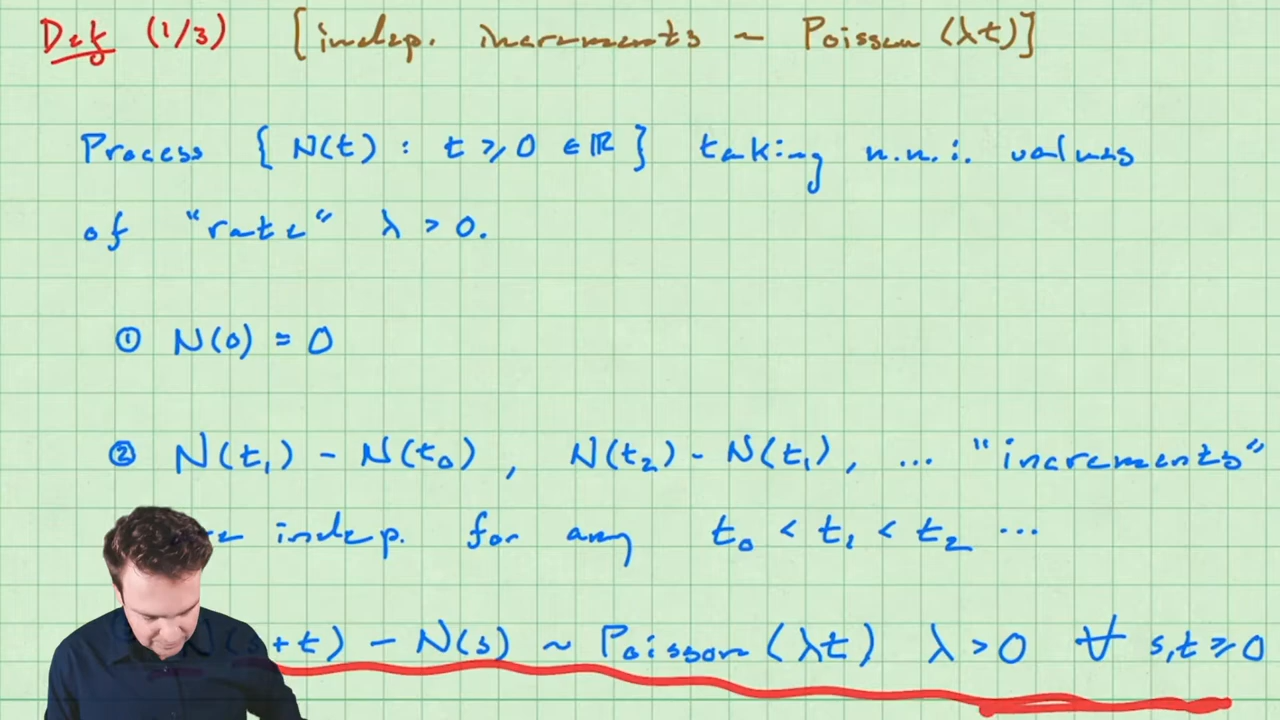 Def (1/3) [indep. increments ~ Poisson (λt)]
Process { N(t) : t ≥ 0 ∈ ℝ } taking n.n.i. values
of "rate" λ > 0.
① N(0) = 0
② N(t₁) - N(t₀) , N(t₂) - N(t₁) , ... "increments"
indep. for any t₀ < t₁ < t₂ ...
N(s+t) - N(s) ~ Poisson (λt) λ > 0 ∀ s,t ≥ 0